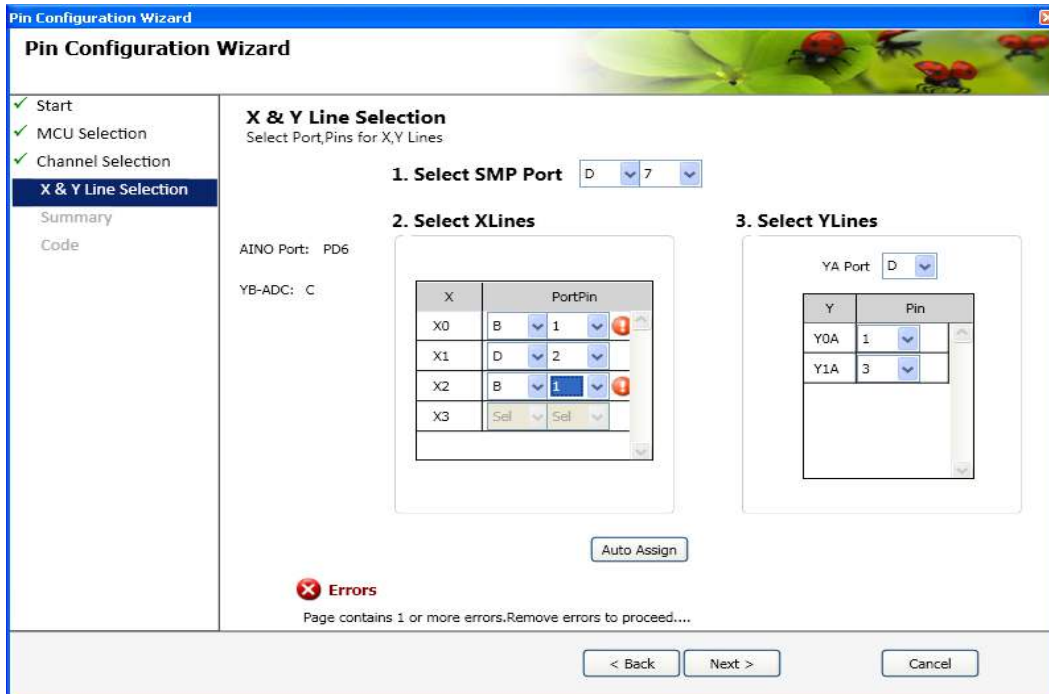 Pin Configuration Wizard
Pin Configuration Wizard
Start
MCU Selection
Channel Selection
X & Y Line Selection
Summary
Code
X & Y Line Selection
Select Port,Pins for X,Y Lines
1. Select SMP Port D 7
2. Select XLines
3. Select YLines
AINO Port: PD6
YB-ADC: C
X PortPin
X0 B 1
X1 D 2
X2 B 1
X3 Sel Sel
YA Port D
Y Pin
Y0A 1
Y1A 3
Auto Assign
Errors
Page contains 1 or more errors.Remove errors to proceed....
< Back Next > Cancel